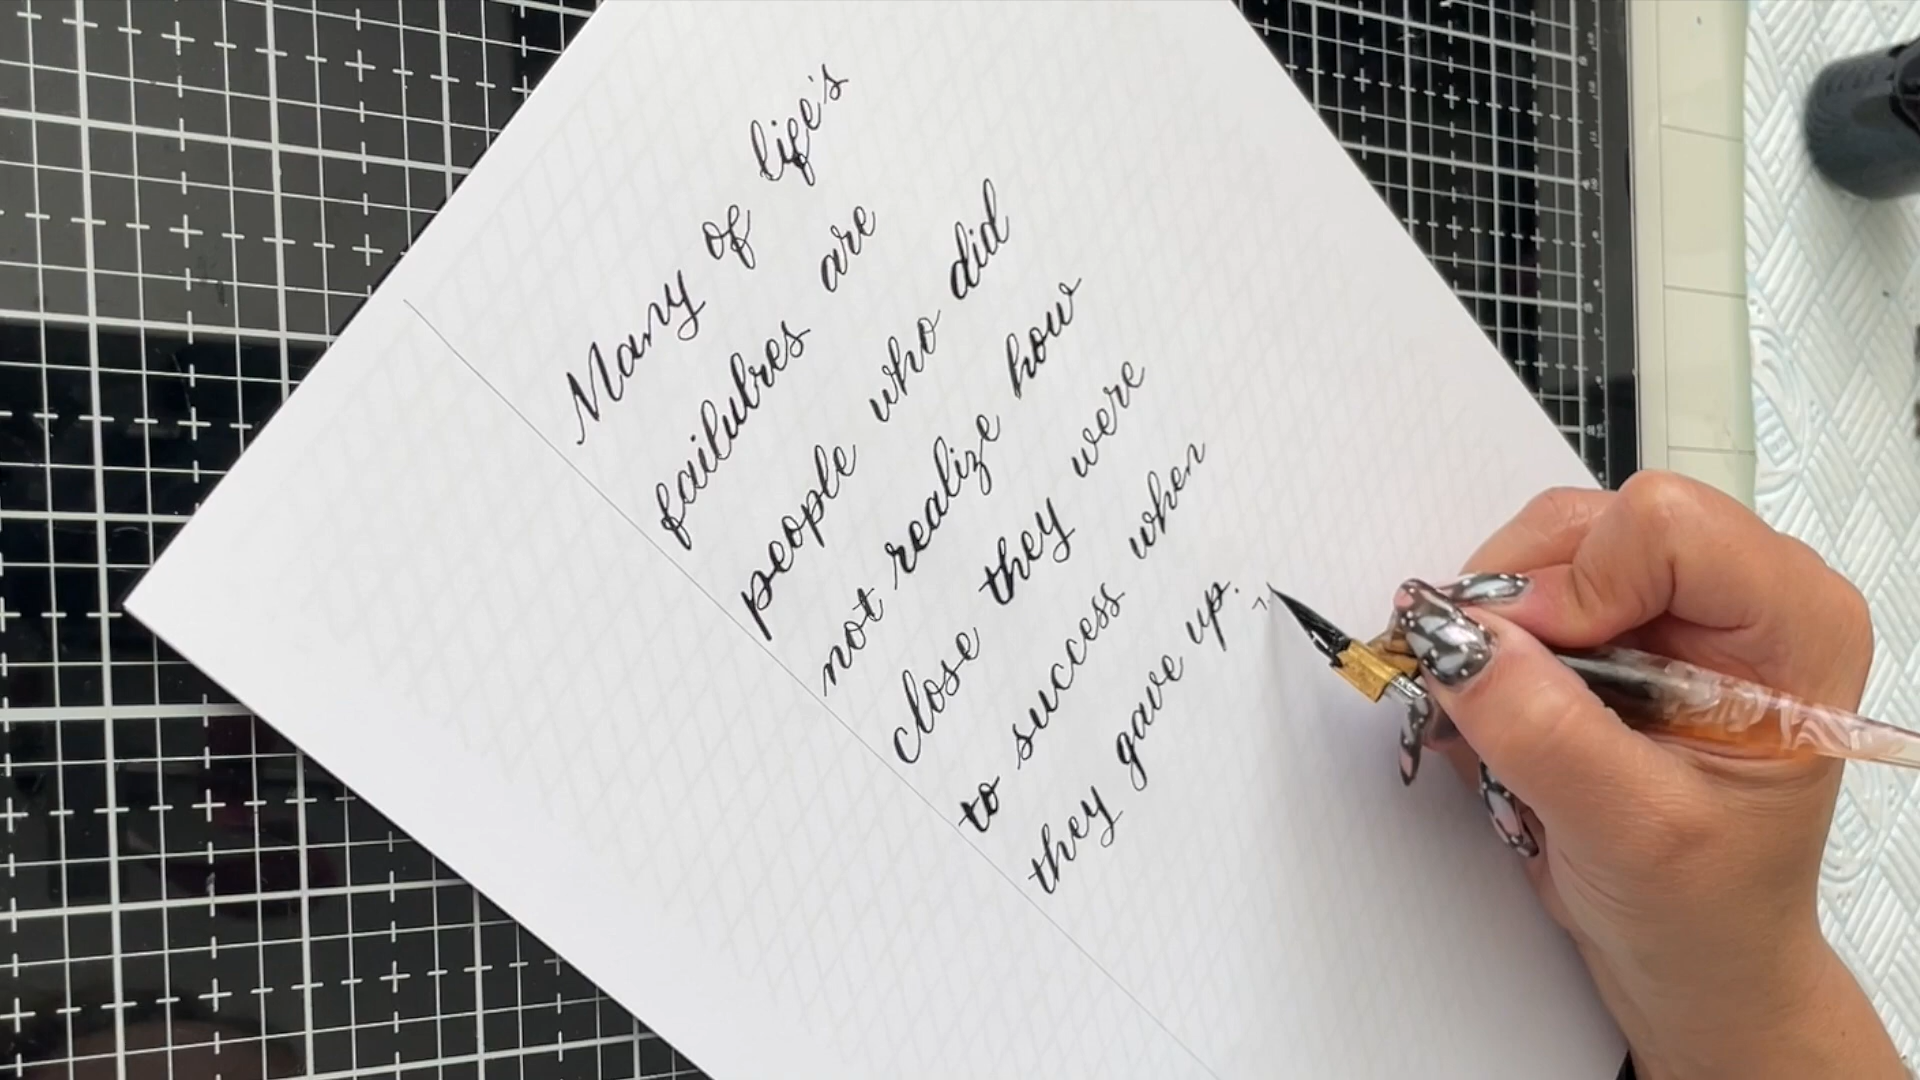 Many of life's
failulres are
people who did
not realize how
close they were
to success when
they gave up.